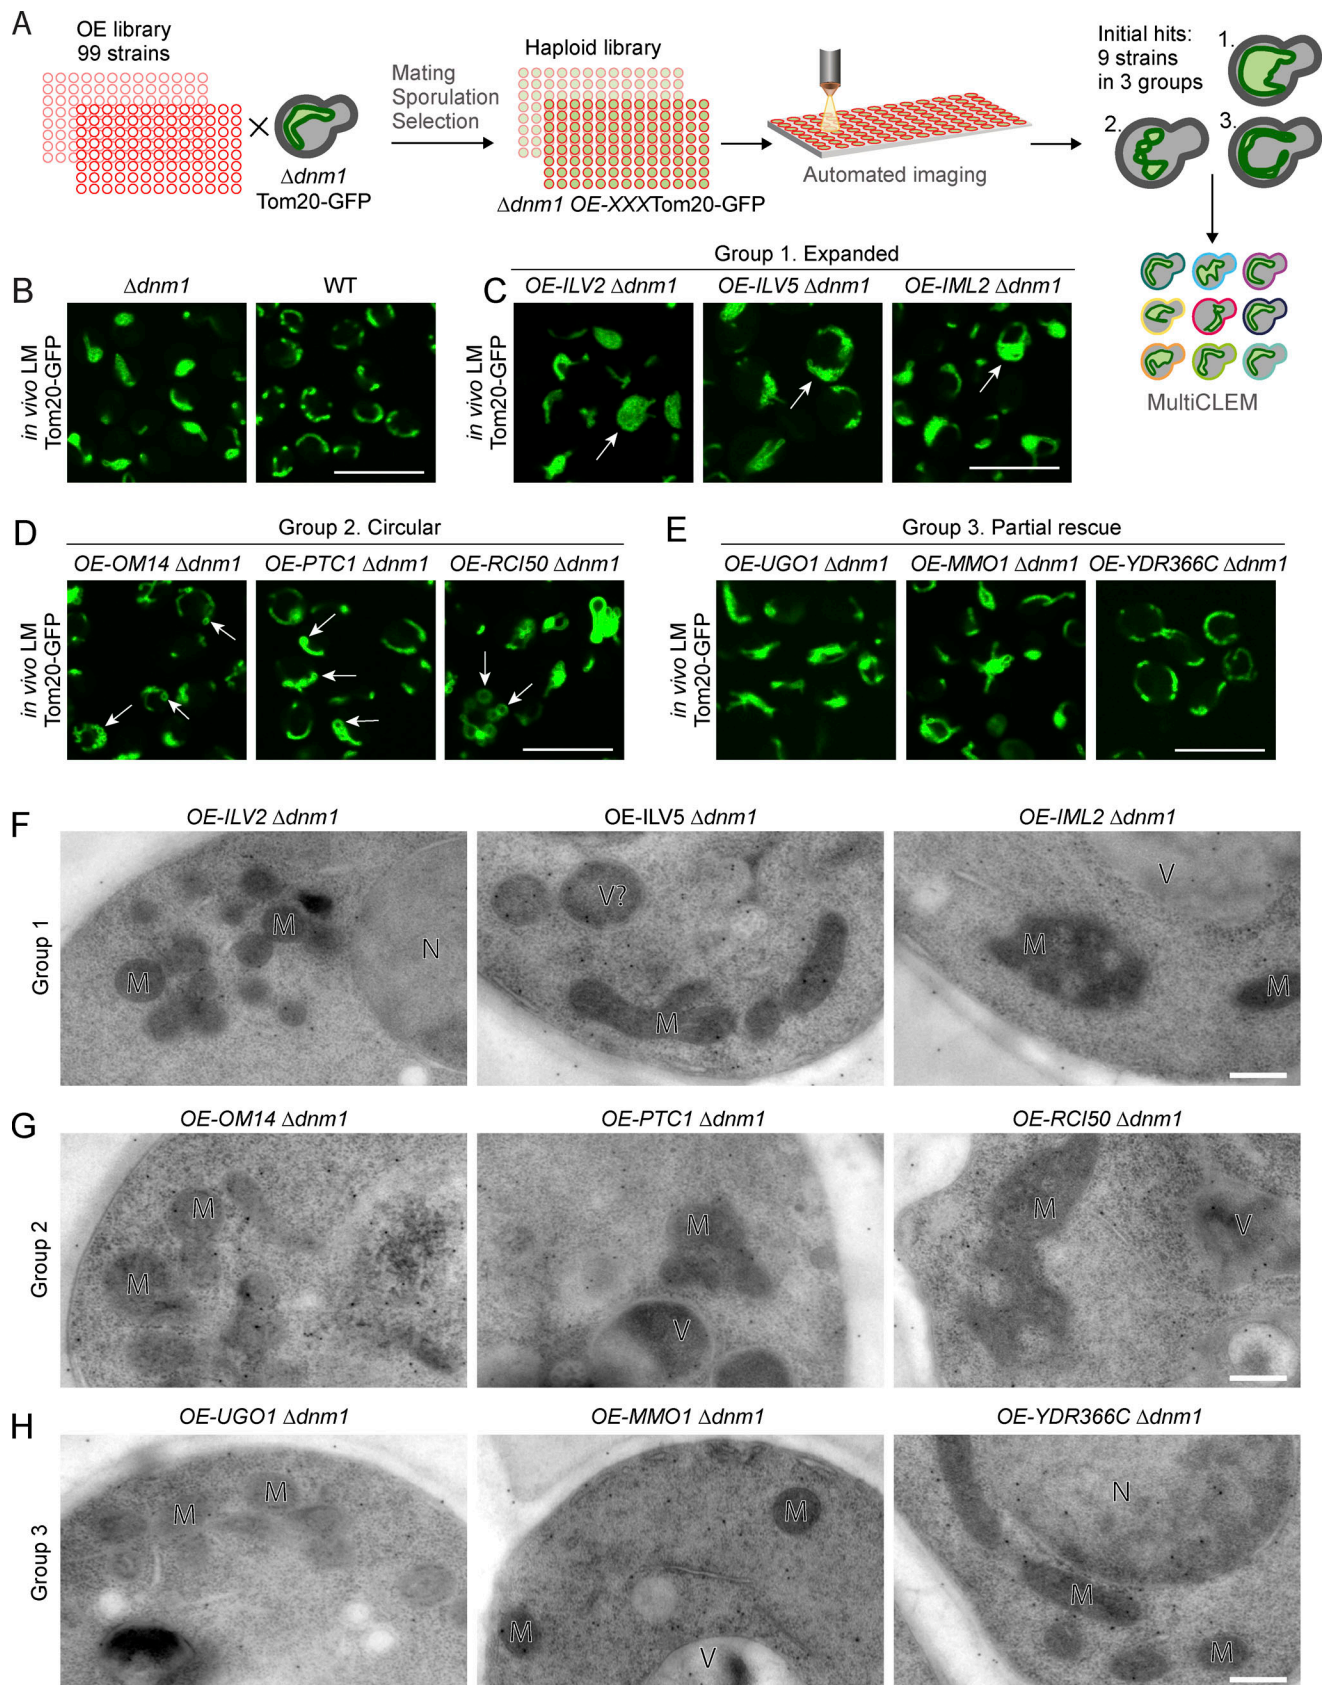 A
OE library
99 strains
Δdnm1
Tom20-GFP
Mating
Sporulation
Selection
Haploid library
Δdnm1 OE-XXXTom20-GFP
Automated imaging
Initial hits:
9 strains
in 3 groups
1.
2.
3.
MultiCLEM
B
Δdnm1
WT
in vivo LM
Tom20-GFP
C
Group 1. Expanded
OE-ILV2 Δdnm1
OE-ILV5 Δdnm1
OE-IML2 Δdnm1
in vivo LM
Tom20-GFP
D
Group 2. Circular
OE-OM14 Δdnm1
OE-PTC1 Δdnm1
OE-RCI50 Δdnm1
in vivo LM
Tom20-GFP
E
Group 3. Partial rescue
OE-UGO1 Δdnm1
OE-MMO1 Δdnm1
OE-YDR366C Δdnm1
in vivo LM
Tom20-GFP
F
OE-ILV2 Δdnm1
OE-ILV5 Δdnm1
OE-IML2 Δdnm1
Group 1
M
M
N
V?
M
V
M
M
G
OE-OM14 Δdnm1
OE-PTC1 Δdnm1
OE-RCI50 Δdnm1
Group 2
M
M
M
V
M
V
H
OE-UGO1 Δdnm1
OE-MMO1 Δdnm1
OE-YDR366C Δdnm1
Group 3
M
M
M
M
V
N
M
M